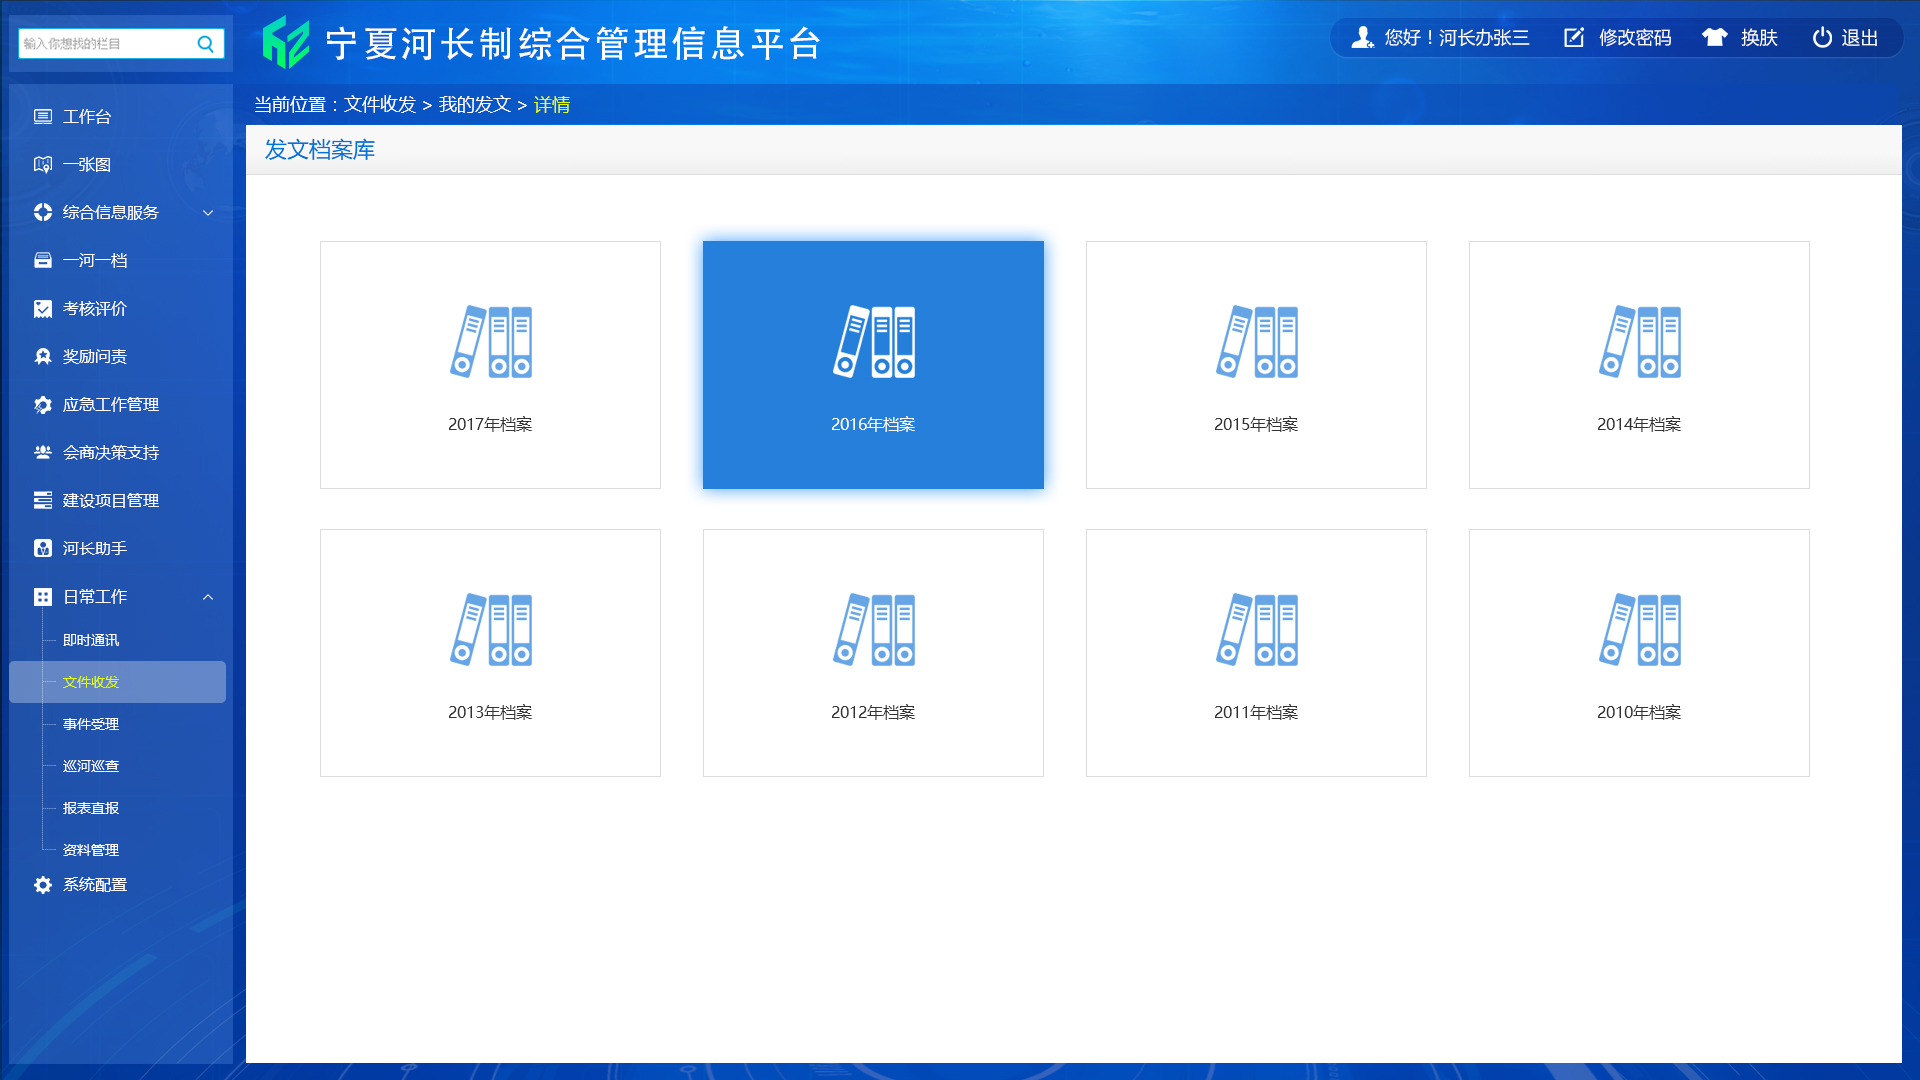 输入你想找的栏目
宁夏河长制综合管理信息平台
您好！河长办张三
修改密码
换肤
退出
当前位置：文件收发 > 我的发文 > 详情
工作台
一张图
综合信息服务
一河一档
考核评价
奖励问责
应急工作管理
会商决策支持
建设项目管理
河长助手
日常工作
即时通讯
文件收发
事件受理
巡河巡查
报表直报
资料管理
系统配置
发文档案库
2017年档案
2016年档案
2015年档案
2014年档案
2013年档案
2012年档案
2011年档案
2010年档案